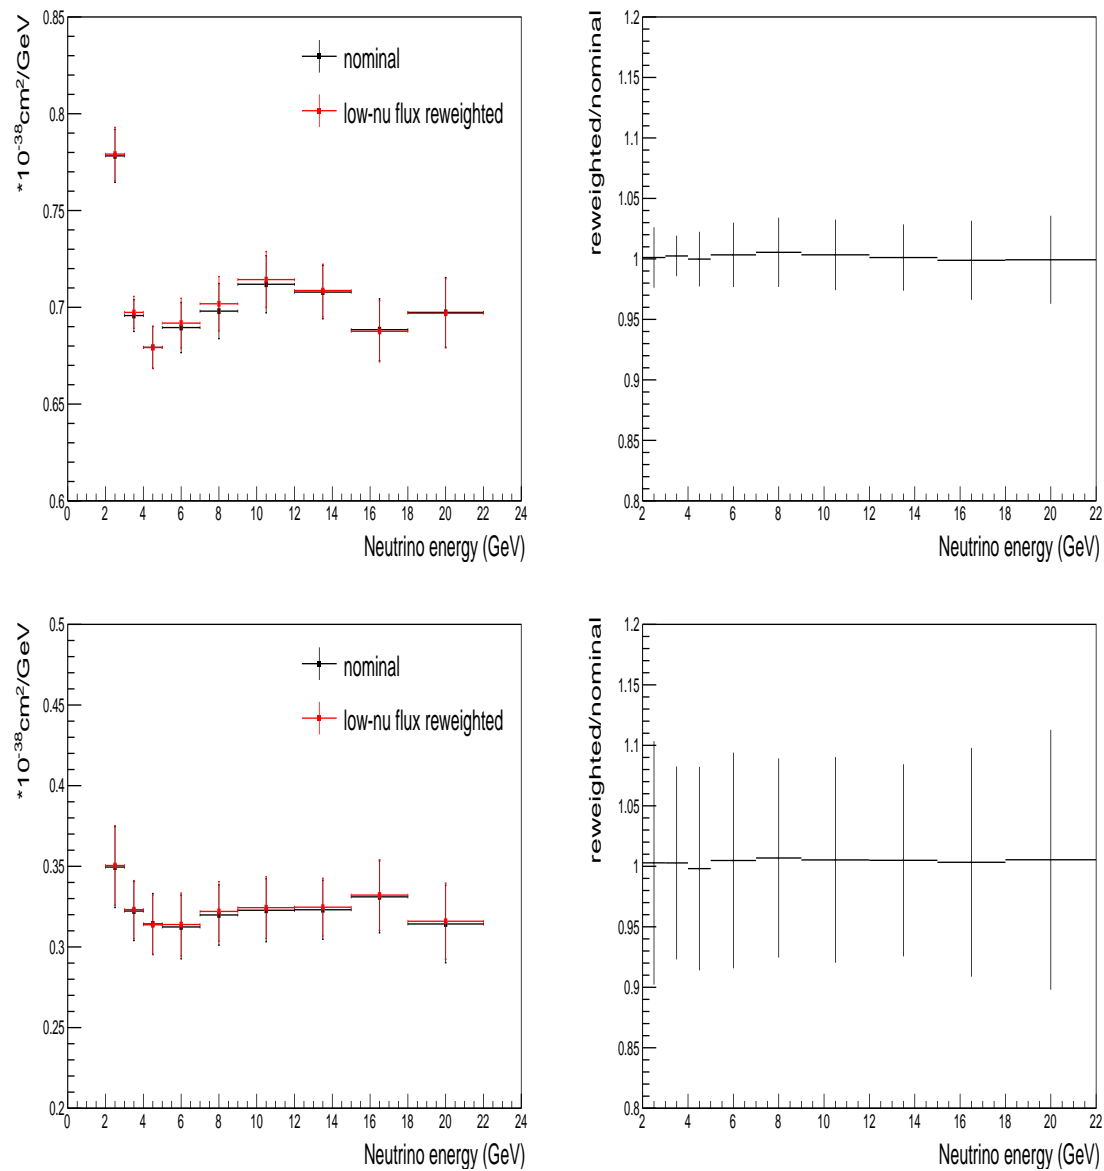 *10⁻³⁸cm²/GeV
0.85
0.8
0.75
0.7
0.65
0.6
nominal
low-nu flux reweighted
0 2 4 6 8 10 12 14 16 18 20 22 24
Neutrino energy (GeV)
reweighted/nominal
1.2
1.15
1.1
1.05
1
0.95
0.9
0.85
0.8
2 4 6 8 10 12 14 16 18 20 22
Neutrino energy (GeV)
*10⁻³⁸cm²/GeV
0.5
0.45
0.4
0.35
0.3
0.25
0.2
nominal
low-nu flux reweighted
0 2 4 6 8 10 12 14 16 18 20 22 24
Neutrino energy (GeV)
reweighted/nominal
1.2
1.15
1.1
1.05
1
0.95
0.9
0.85
0.8
2 4 6 8 10 12 14 16 18 20 22
Neutrino energy (GeV)